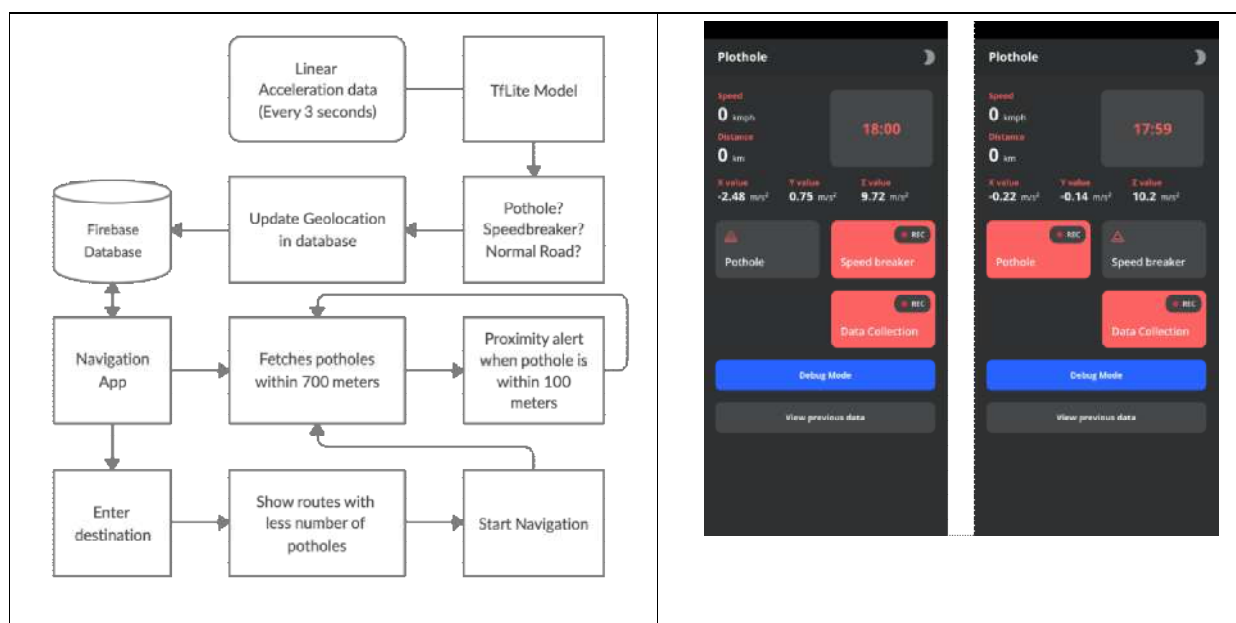 Linear
Acceleration data
(Every 3 seconds)
TfLite Model
Firebase
Database
Update Geolocation
in database
Pothole?
Speedbreaker?
Normal Road?
Navigation
App
Fetches potholes
within 700 meters
Proximity alert
when pothole is
within 100
meters
Enter
destination
Show routes with
less number of
potholes
Start Navigation
Plothole
Speed
0 kmph
Distance
0 km
18:00
X value Y value Z value
-2.48 m/s² 0.75 m/s² 9.72 m/s²
REC
Pothole Speed breaker
REC
Data Collection
Debug Mode
View previous data
Plothole
Speed
0 kmph
Distance
0 km
17:59
X value Y value Z value
-0.22 m/s² -0.14 m/s² 10.2 m/s²
REC
Pothole Speed breaker
REC
Data Collection
Debug Mode
View previous data